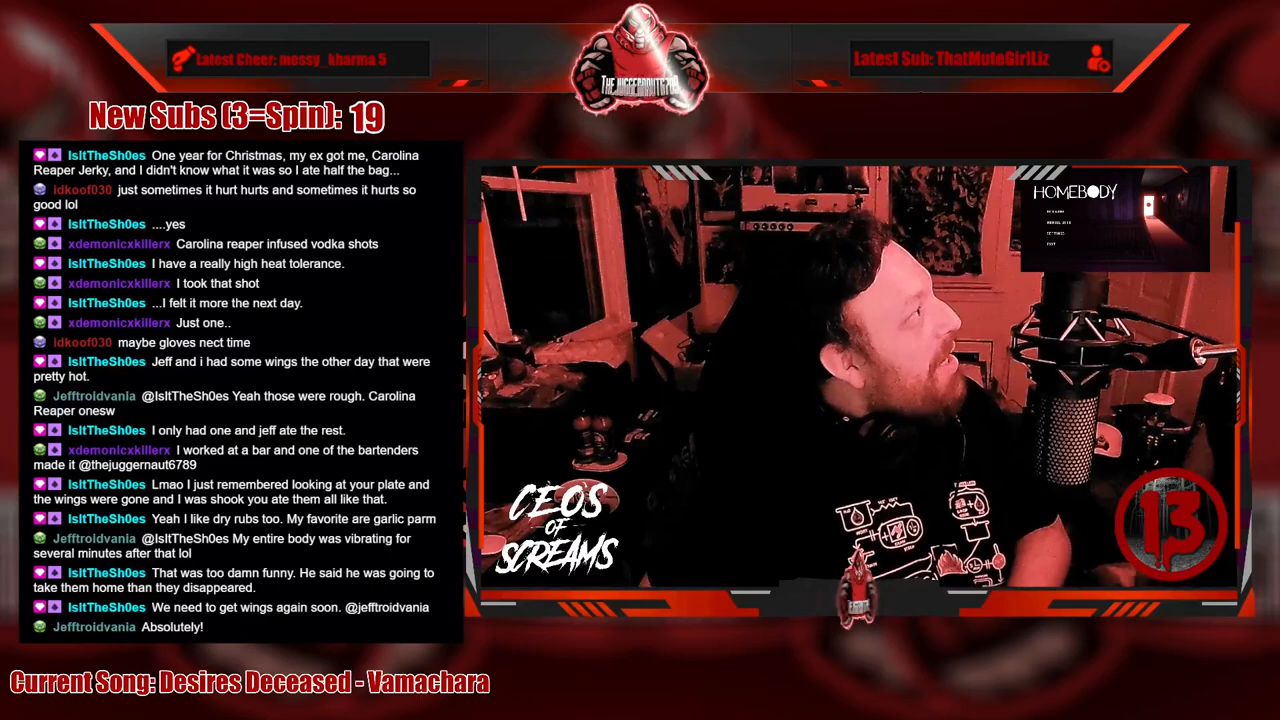 Latest Cheer: messy_kharma 5
THEJUGGERNAUT6789
Latest Sub: ThatMuteGirlLiz
New Subs (3=Spin): 19
IsItTheSh0es One year for Christmas, my ex got me, Carolina
Reaper Jerky, and I didn't know what it was so I ate half the bag...
idkoof030 just sometimes it hurt hurts and sometimes it hurts so
good lol
IsItTheSh0es ....yes
xdemonicxkillerx Carolina reaper infused vodka shots
IsItTheSh0es I have a really high heat tolerance.
xdemonicxkillerx I took that shot
IsItTheSh0es ...I felt it more the next day.
xdemonicxkillerx Just one..
idkoof030 maybe gloves nect time
IsItTheSh0es Jeff and i had some wings the other day that were
pretty hot.
Jefftroidvania @IsItTheSh0es Yeah those were rough. Carolina
Reaper onesw
IsItTheSh0es I only had one and jeff ate the rest.
xdemonicxkillerx I worked at a bar and one of the bartenders
made it @thejuggernaut6789
IsItTheSh0es Lmao I just remembered looking at your plate and
the wings were gone and I was shook you ate them all like that.
IsItTheSh0es Yeah I like dry rubs too. My favorite are garlic parm
Jefftroidvania @IsItTheSh0es My entire body was vibrating for
several minutes after that lol
IsItTheSh0es That was too damn funny. He said he was going to
take them home than they disappeared.
IsItTheSh0es We need to get wings again soon. @jefftroidvania
Jefftroidvania Absolutely!
HOMEBODY
CEOS
OF
SCREAMS
13
Current Song: Desires Deceased - Vamachara